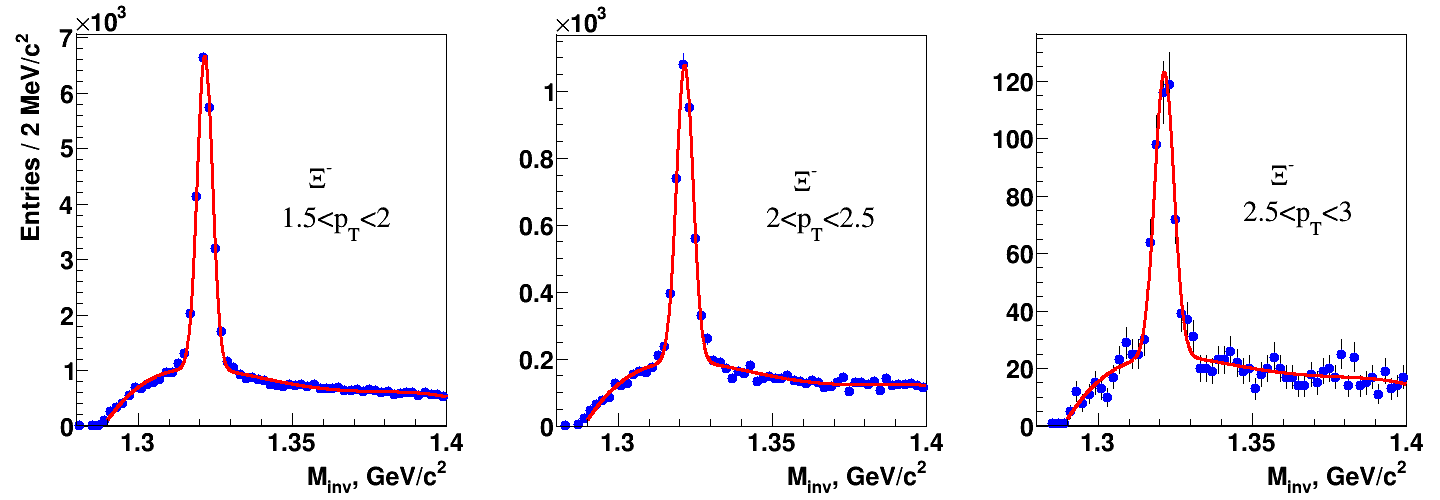 ×10³
Entries / 2 MeV/c²
7
6
5
4
3
2
1
0
Ξ⁻
1.5<p_T<2
1.3 1.35 1.4
M_inv, GeV/c²
×10³
1
0.8
0.6
0.4
0.2
0
Ξ⁻
2<p_T<2.5
1.3 1.35 1.4
M_inv, GeV/c²
120
100
80
60
40
20
0
Ξ⁻
2.5<p_T<3
1.3 1.35 1.4
M_inv, GeV/c²